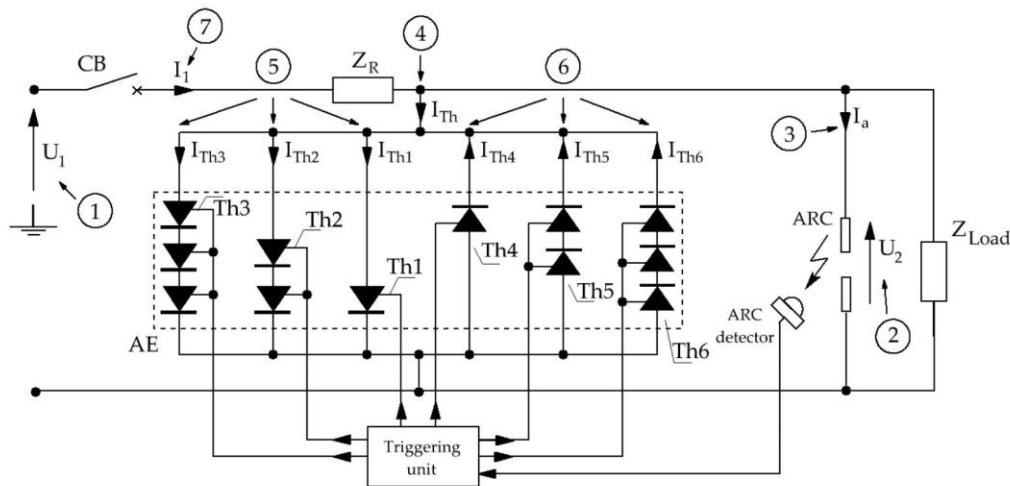 7
4
CB
I1
5
ZR
6
ITh
3
Ia
U1
ITh3
ITh2
ITh1
ITh4
ITh5
ITh6
1
Th3
Th2
Th1
Th4
Th5
Th6
ARC
U2
ZLoad
2
AE
ARC
detector
Triggering
unit